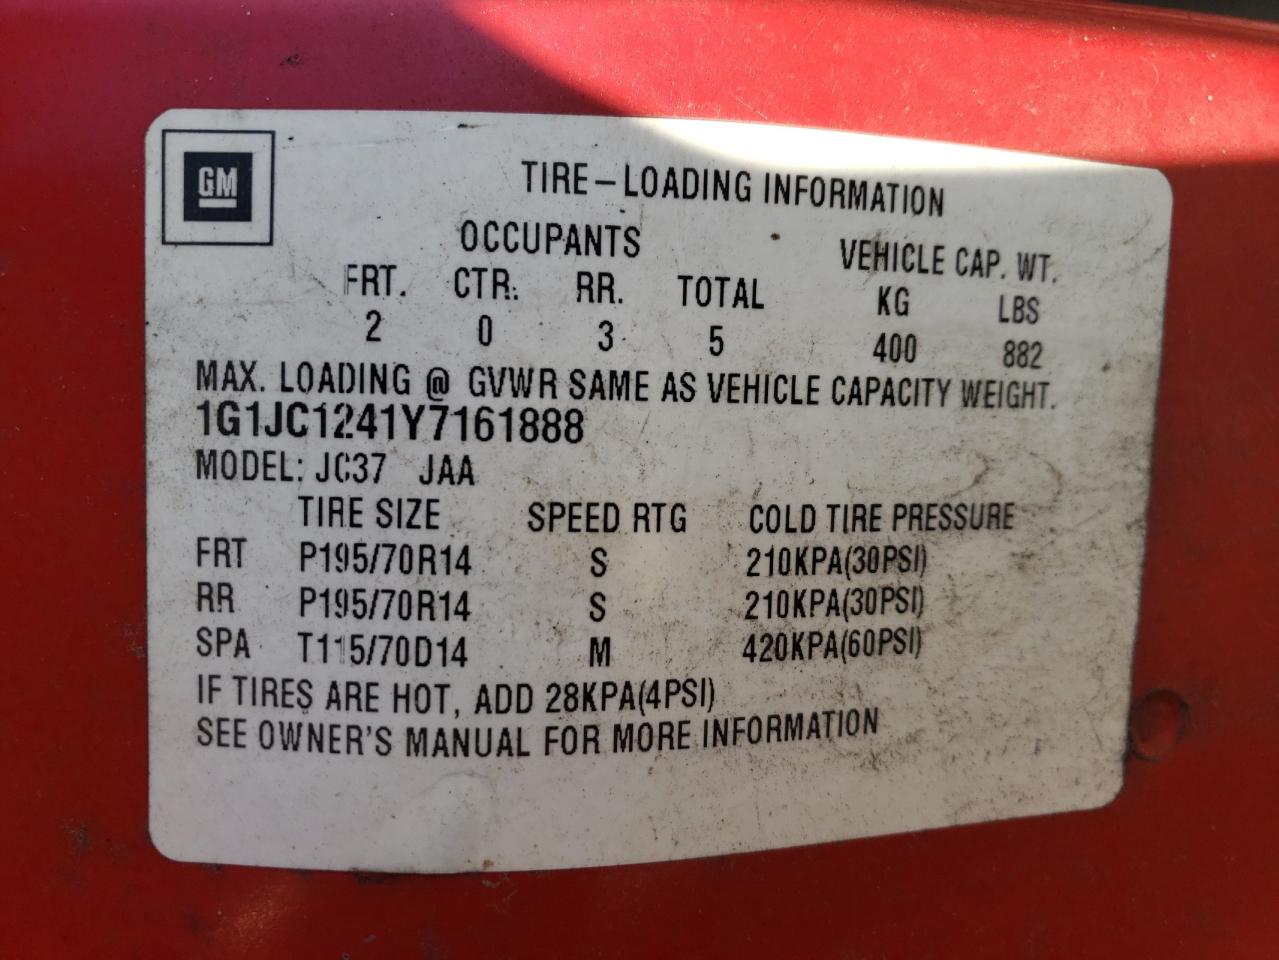 GM
TIRE-LOADING INFORMATION
OCCUPANTS VEHICLE CAP. WT.
FRT. CTR. RR. TOTAL KG LBS
2 0 3 5 400 882
MAX. LOADING @ GVWR SAME AS VEHICLE CAPACITY WEIGHT.
1G1JC1241Y7161888
MODEL: JC37 JAA
TIRE SIZE SPEED RTG COLD TIRE PRESSURE
FRT P195/70R14 S 210KPA(30PSI)
RR P195/70R14 S 210KPA(30PSI)
SPA T115/70D14 M 420KPA(60PSI)
IF TIRES ARE HOT, ADD 28KPA(4PSI)
SEE OWNER'S MANUAL FOR MORE INFORMATION